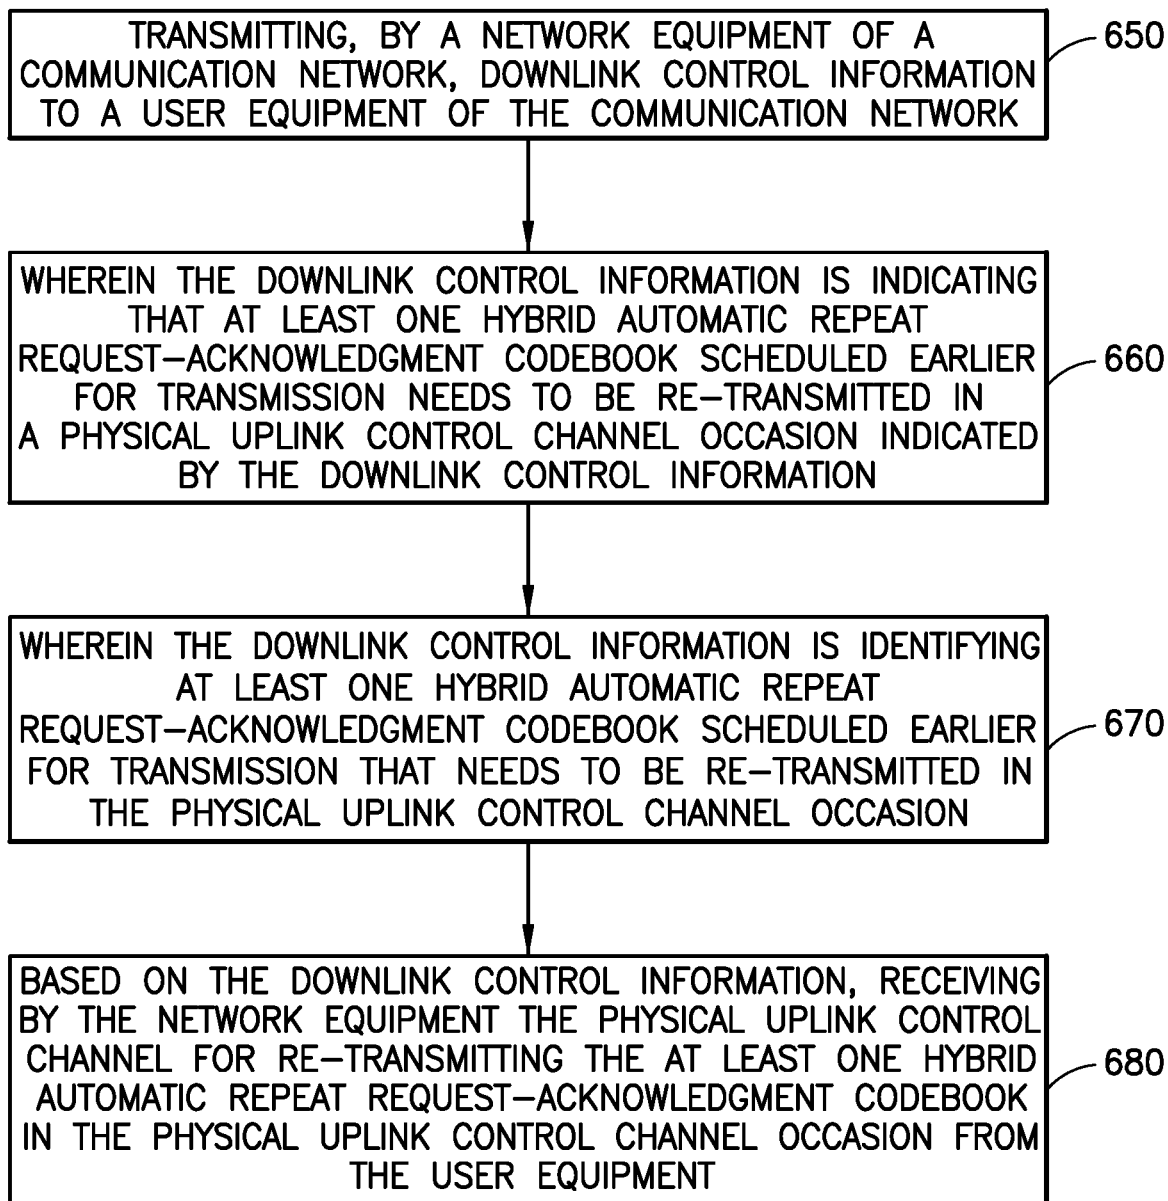 TRANSMITTING, BY A NETWORK EQUIPMENT OF A
COMMUNICATION NETWORK, DOWNLINK CONTROL INFORMATION
TO A USER EQUIPMENT OF THE COMMUNICATION NETWORK
650
WHEREIN THE DOWNLINK CONTROL INFORMATION IS INDICATING
THAT AT LEAST ONE HYBRID AUTOMATIC REPEAT
REQUEST-ACKNOWLEDGMENT CODEBOOK SCHEDULED EARLIER
FOR TRANSMISSION NEEDS TO BE RE-TRANSMITTED IN
A PHYSICAL UPLINK CONTROL CHANNEL OCCASION INDICATED
BY THE DOWNLINK CONTROL INFORMATION
660
WHEREIN THE DOWNLINK CONTROL INFORMATION IS IDENTIFYING
AT LEAST ONE HYBRID AUTOMATIC REPEAT
REQUEST-ACKNOWLEDGMENT CODEBOOK SCHEDULED EARLIER
FOR TRANSMISSION THAT NEEDS TO BE RE-TRANSMITTED IN
THE PHYSICAL UPLINK CONTROL CHANNEL OCCASION
670
BASED ON THE DOWNLINK CONTROL INFORMATION, RECEIVING
BY THE NETWORK EQUIPMENT THE PHYSICAL UPLINK CONTROL
CHANNEL FOR RE-TRANSMITTING THE AT LEAST ONE HYBRID
AUTOMATIC REPEAT REQUEST-ACKNOWLEDGMENT CODEBOOK
IN THE PHYSICAL UPLINK CONTROL CHANNEL OCCASION FROM
THE USER EQUIPMENT
680